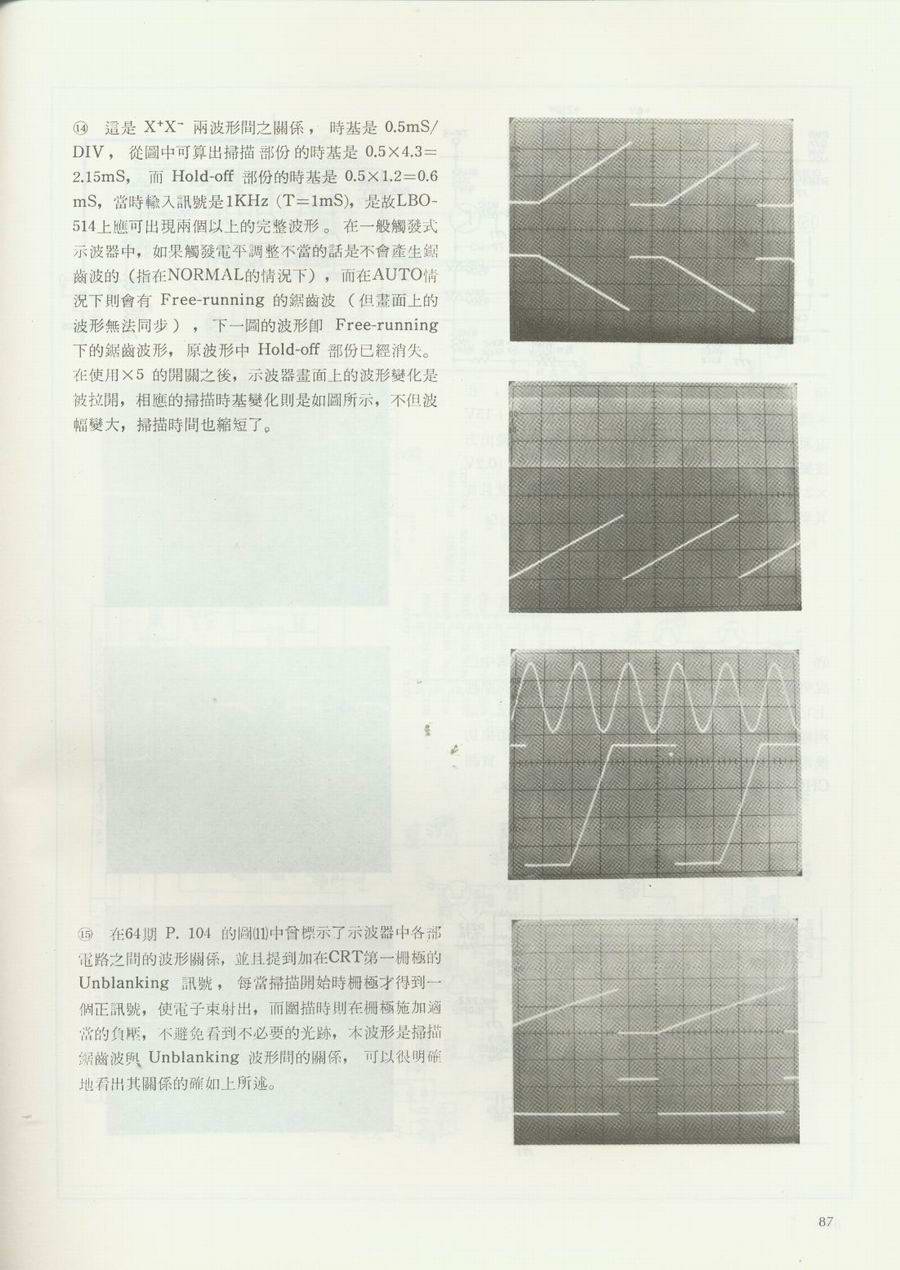 ⑭ 這是 X⁺X⁻ 兩波形間之關係， 時基是 0.5mS/
DIV， 從圖中可算出掃描部份的時基是 0.5×4.3=
2.15mS， 而 Hold-off 部份的時基是 0.5×1.2=0.6
mS，當時輸入訊號是1KHz（T=1mS)，是故LBO-
514上應可出現兩個以上的完整波形。在一般觸發式
示波器中，如果觸發電平調整不當的話是不會產生鋸
齒波的（指在NORMAL的情況下），而在AUTO情
況下則會有 Free-running 的鋸齒波（但畫面上的
波形無法同步），下一圖的波形卽 Free-running
下的鋸齒波形，原波形中 Hold-off 部份已經消失。
在使用×5 的開關之後，示波器畫面上的波形變化是
被拉開，相應的掃描時基變化則是如圖所示，不但波
幅變大，掃描時間也縮短了。
⑮ 在64期 P. 104 的圖⑾中曾標示了示波器中各部
電路之間的波形關係，並且提到加在CRT第一柵極的
Unblanking 訊號，每當掃描開始時柵極才得到一
個正訊號，使電子束射出，而圍描時則在柵極施加適
當的負壓，不避免看到不必要的光跡，本波形是掃描
鋸齒波與 Unblanking 波形間的關係， 可以很明確
地看出其關係的確如上所述。
87